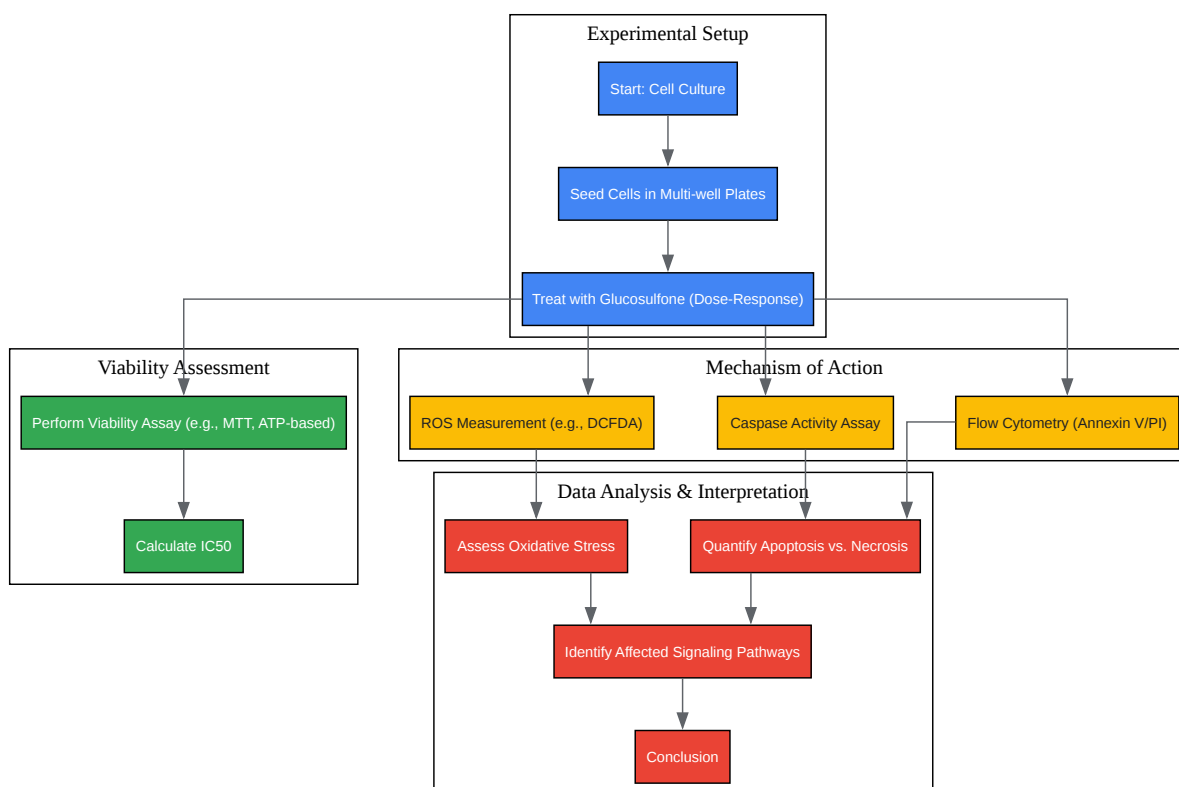 Experimental Setup
Start: Cell Culture
Seed Cells in Multi-well Plates
Treat with Glucosulfone (Dose-Response)
Viability Assessment
Perform Viability Assay (e.g., MTT, ATP-based)
Calculate IC50
Mechanism of Action
ROS Measurement (e.g., DCFDA)
Caspase Activity Assay
Flow Cytometry (Annexin V/PI)
Data Analysis & Interpretation
Assess Oxidative Stress
Quantify Apoptosis vs. Necrosis
Identify Affected Signaling Pathways
Conclusion